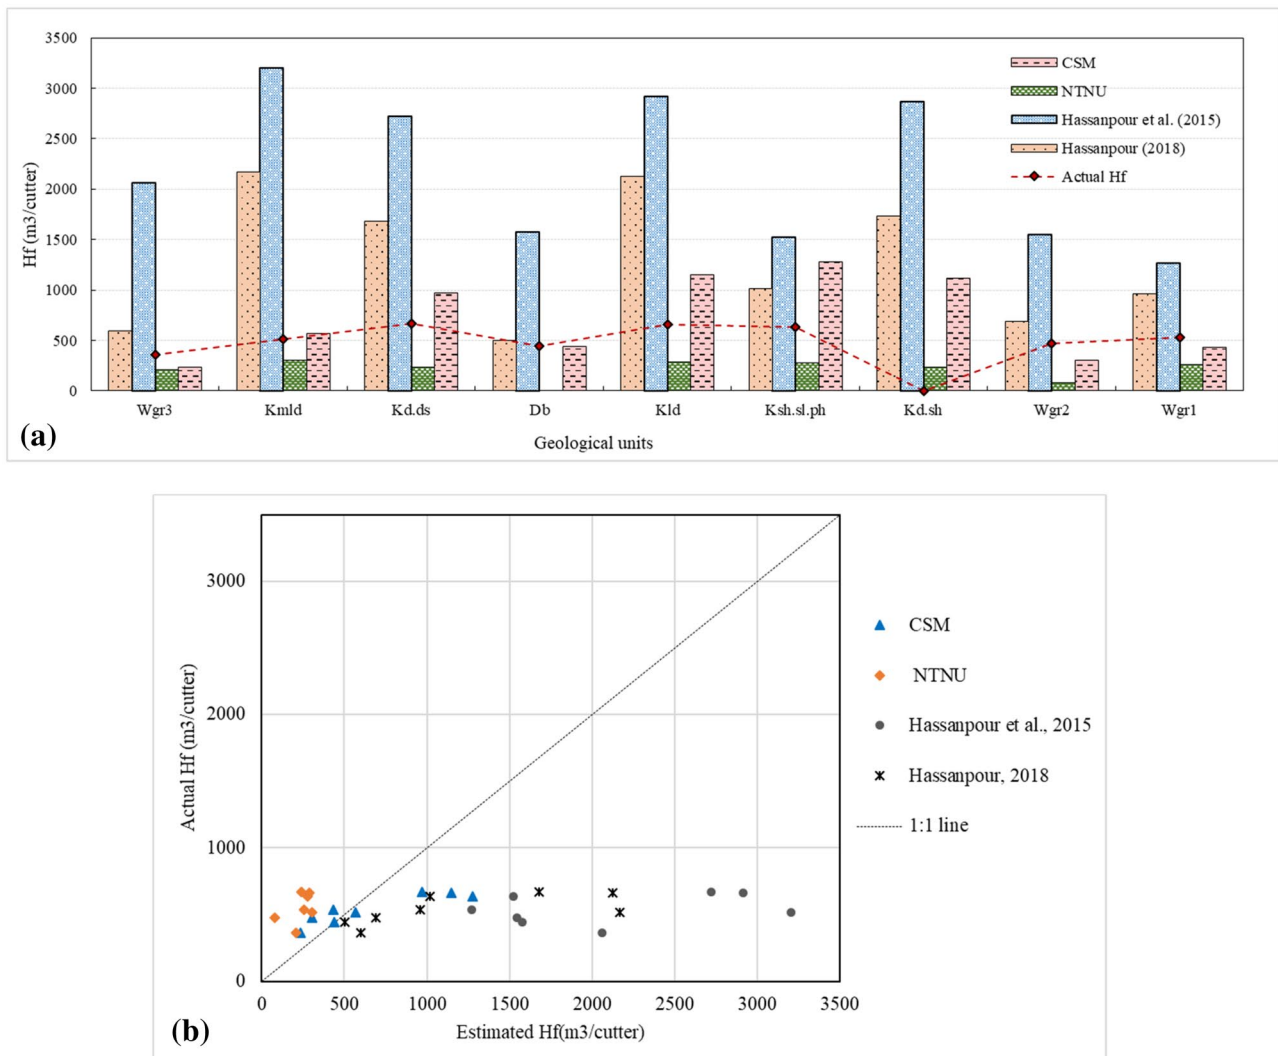 3500
3000
2500
2000
1500
1000
500
0
Hf (m3/cutter)
CSM
NTNU
Hassanpour et al. (2015)
Hassanpour (2018)
Actual Hf
Wgr3 Kmld Kd.ds Db Kld Ksh.sl.ph Kd.sh Wgr2 Wgr1
Geological units
(a)
3000
2000
1000
0
Actual Hf (m3/cutter)
0 500 1000 1500 2000 2500 3000 3500
Estimated Hf(m3/cutter)
CSM
NTNU
Hassanpour et al., 2015
Hassanpour, 2018
1:1 line
(b)